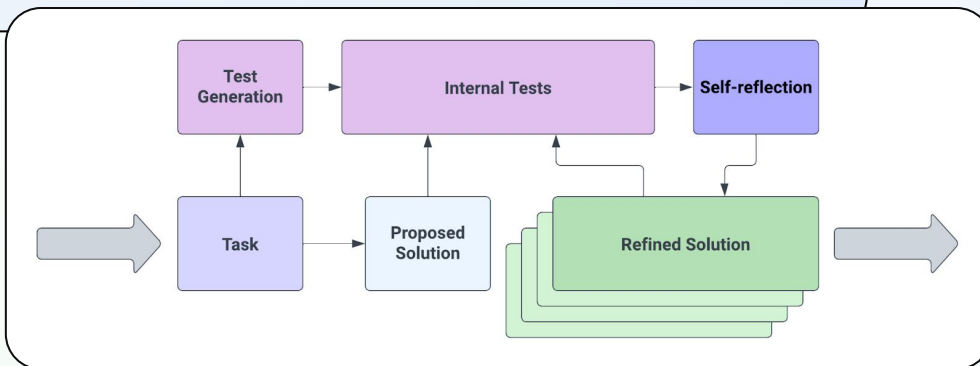 Test
Generation
Internal Tests
Self-reflection
Task
Proposed
Solution
Refined Solution